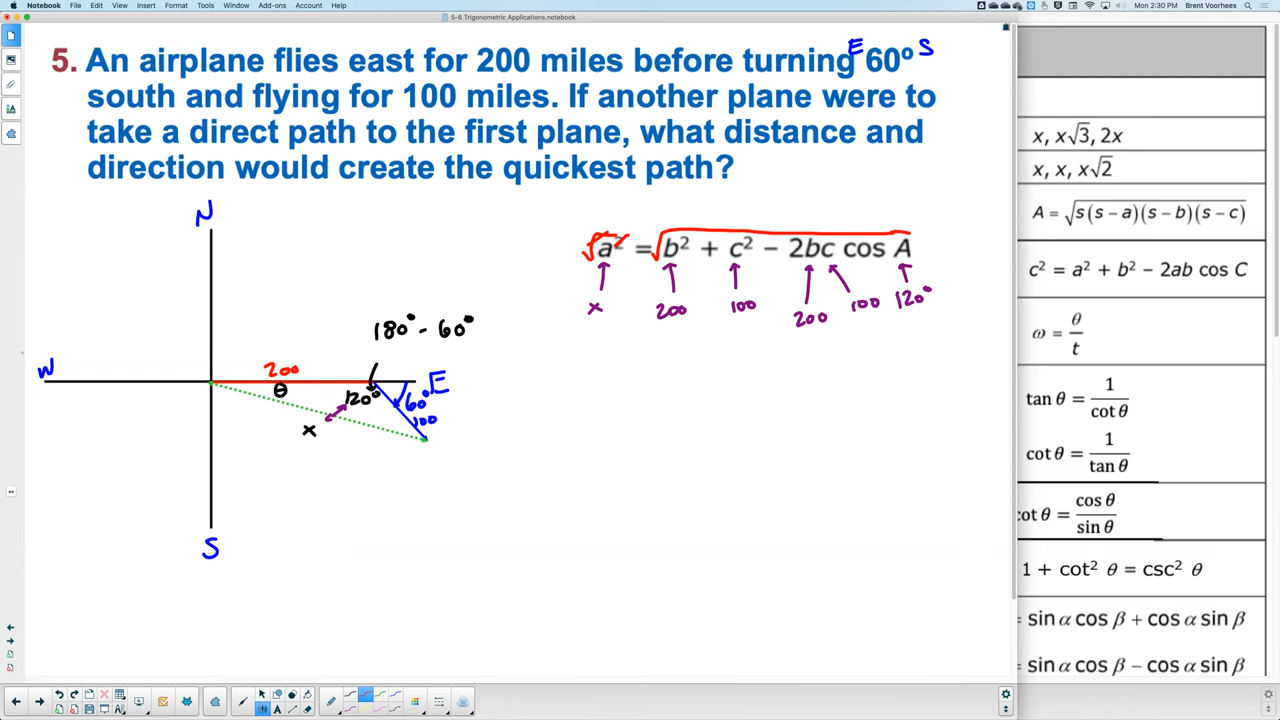 Notebook File Edit View Insert Format Tools Window Add-ons Account Help
Mon 2:30 PM Brent Voorhees
5-6 Trigonometric Applications.notebook
E S
5. An airplane flies east for 200 miles before turning 60º
south and flying for 100 miles. If another plane were to
take a direct path to the first plane, what distance and
direction would create the quickest path?
N
√a² = √b² + c² − 2bc cos A
x 200 100 200 100 120°
180° - 60°
W 200 E
θ 120° 60°
x 100
S
x, x√3, 2x
x, x, x√2
A = √s(s − a)(s − b)(s − c)
c² = a² + b² − 2ab cos C
ω = θ/t
tan θ = 1/cot θ
cot θ = 1/tan θ
cot θ = cos θ/sin θ
1 + cot² θ = csc² θ
= sin α cos β + cos α sin β
= sin α cos β − cos α sin β